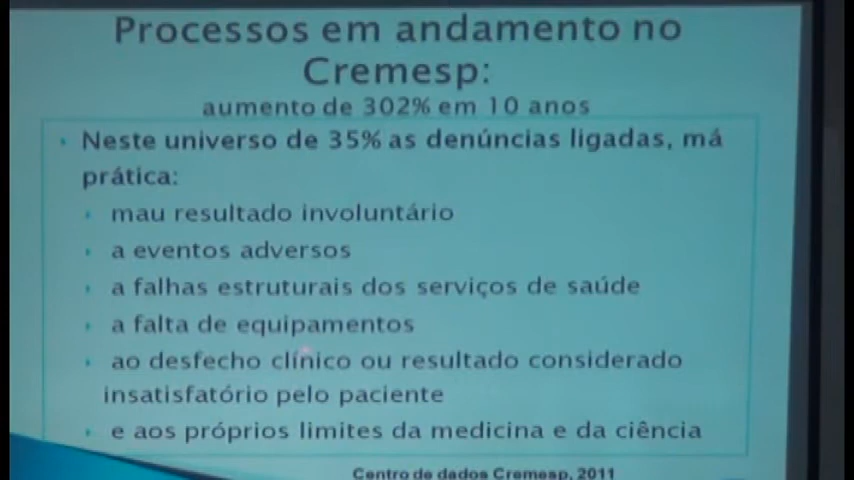 Processos em andamento no
Cremesp:
aumento de 302% em 10 anos
Neste universo de 35% as denúncias ligadas, má
prática:
mau resultado involuntário
a eventos adversos
a falhas estruturais dos serviços de saúde
a falta de equipamentos
ao desfecho clínico ou resultado considerado
insatisfatório pelo paciente
e aos próprios limites da medicina e da ciência
Centro de dados Cremesp, 2011